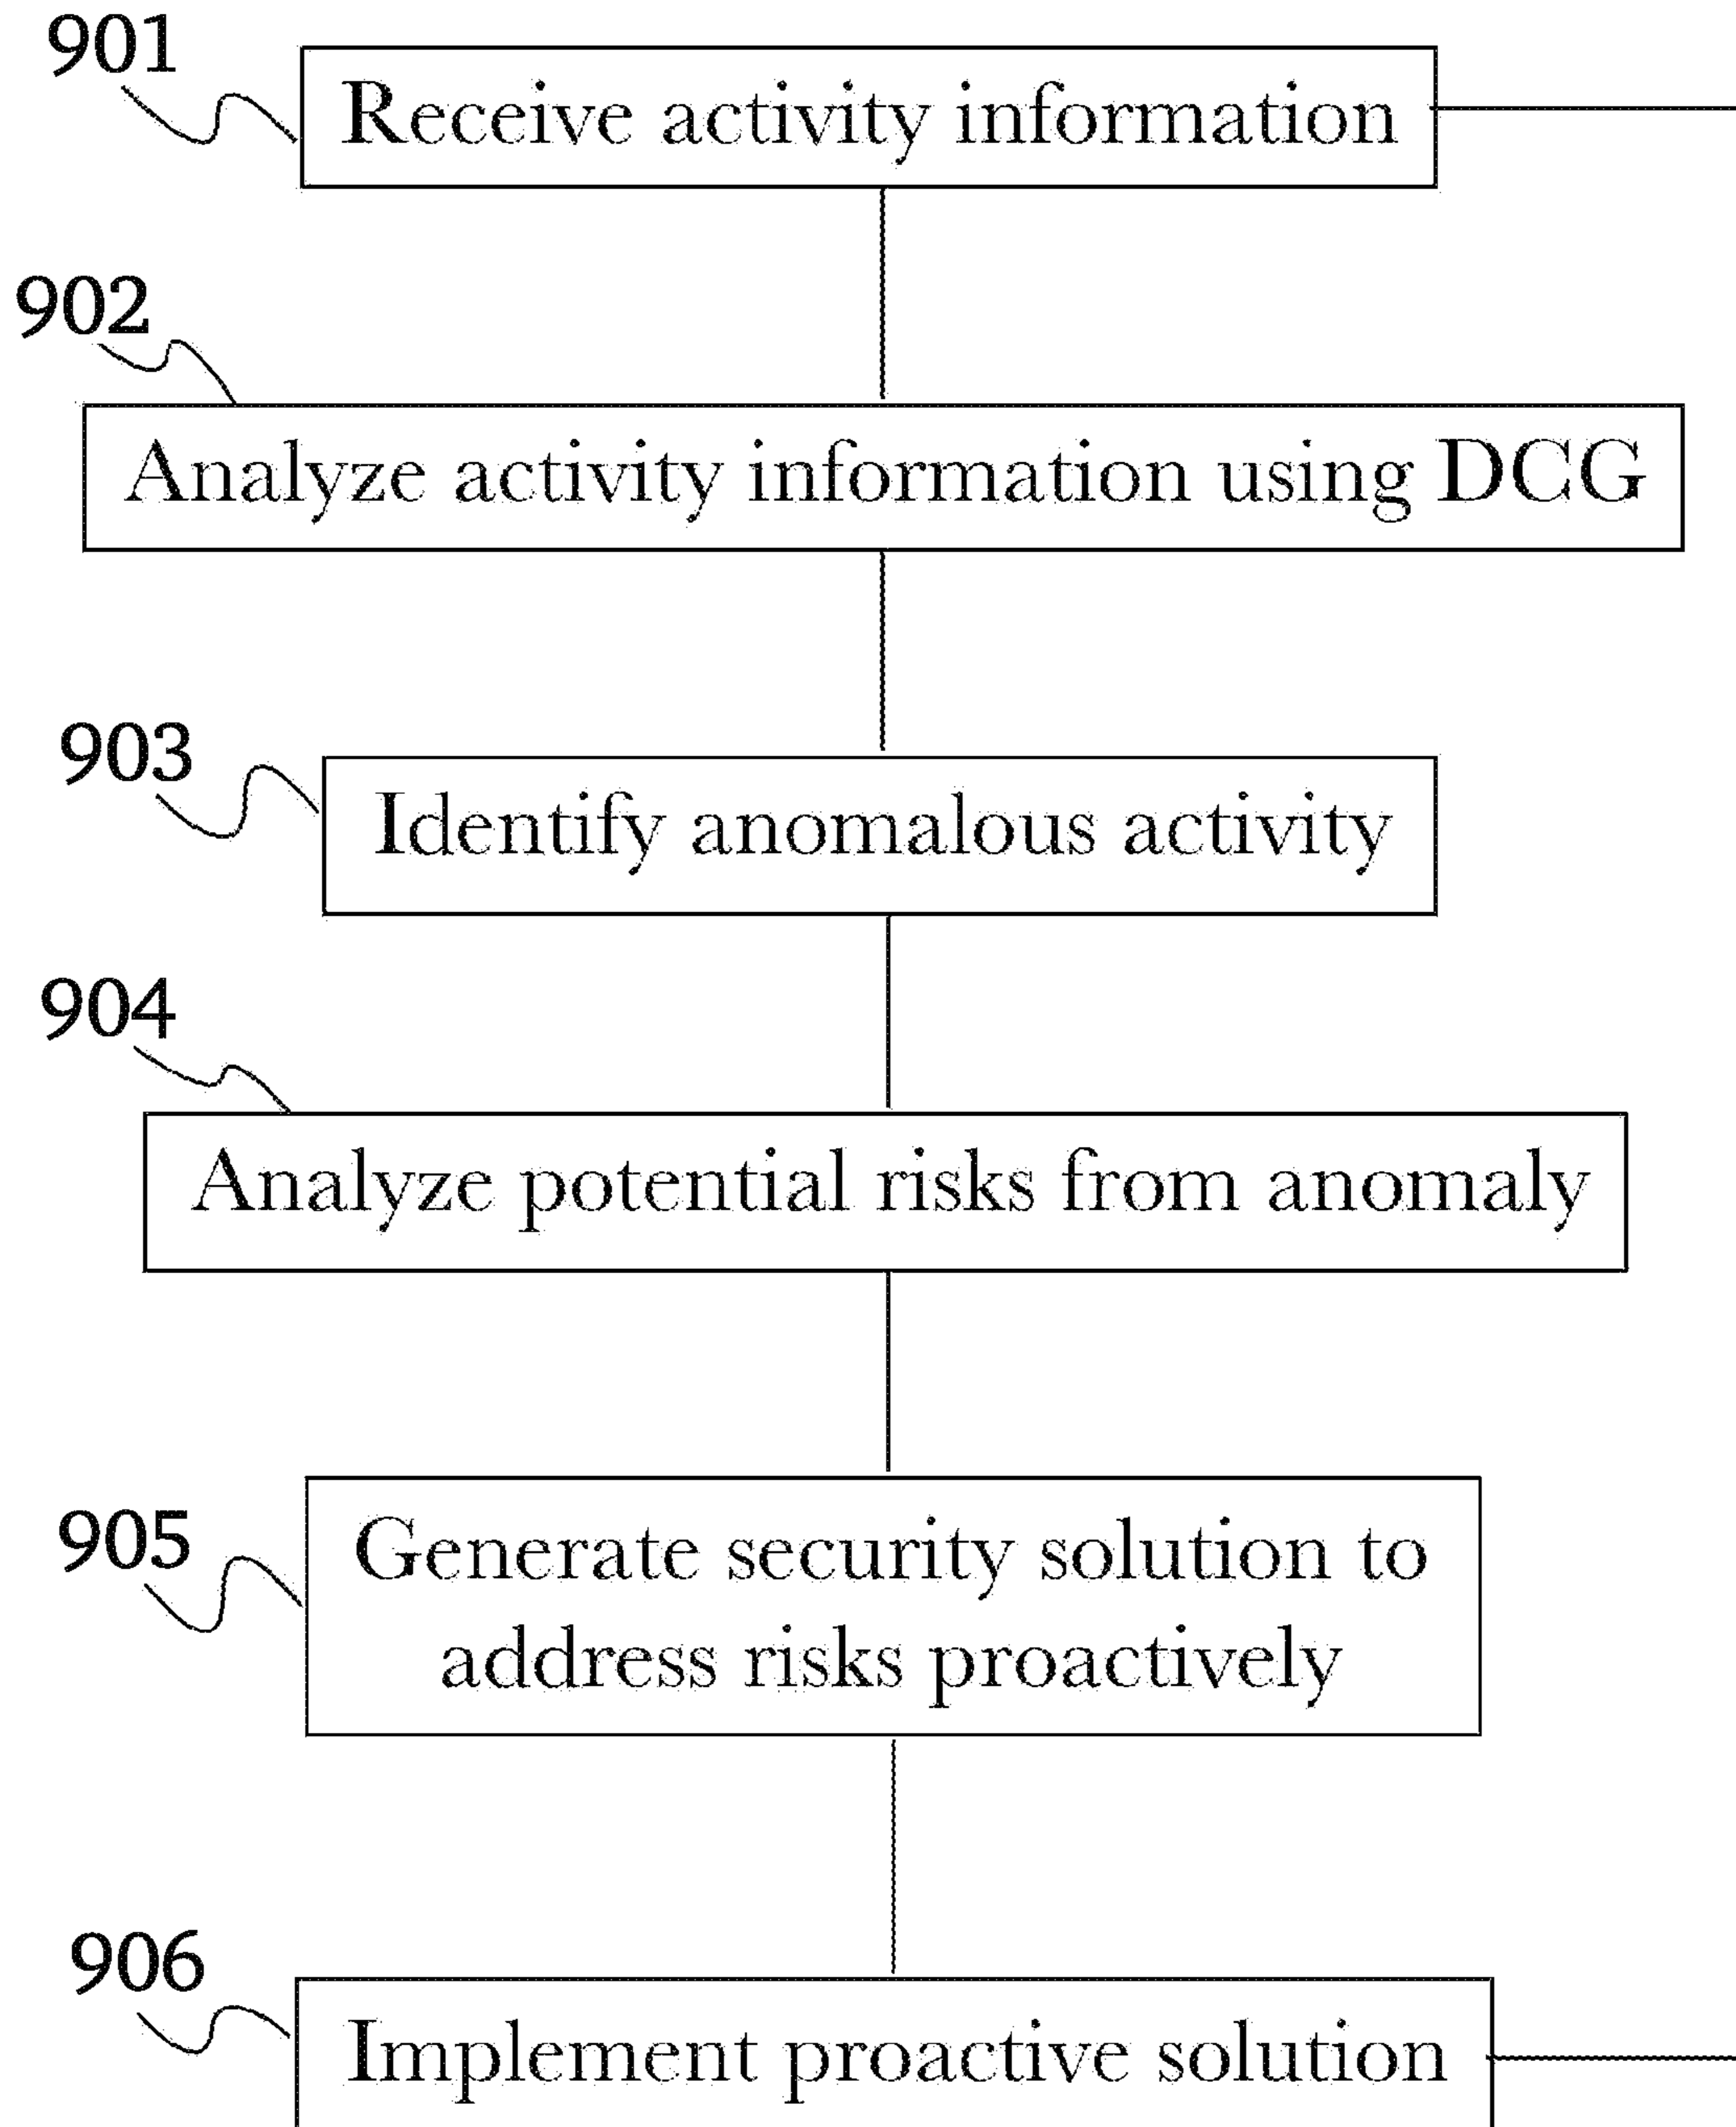 901
Receive activity information
902
Analyze activity information using DCG
903
Identify anomalous activity
904
Analyze potential risks from anomaly
905
Generate security solution to
address risks proactively
906
Implement proactive solution